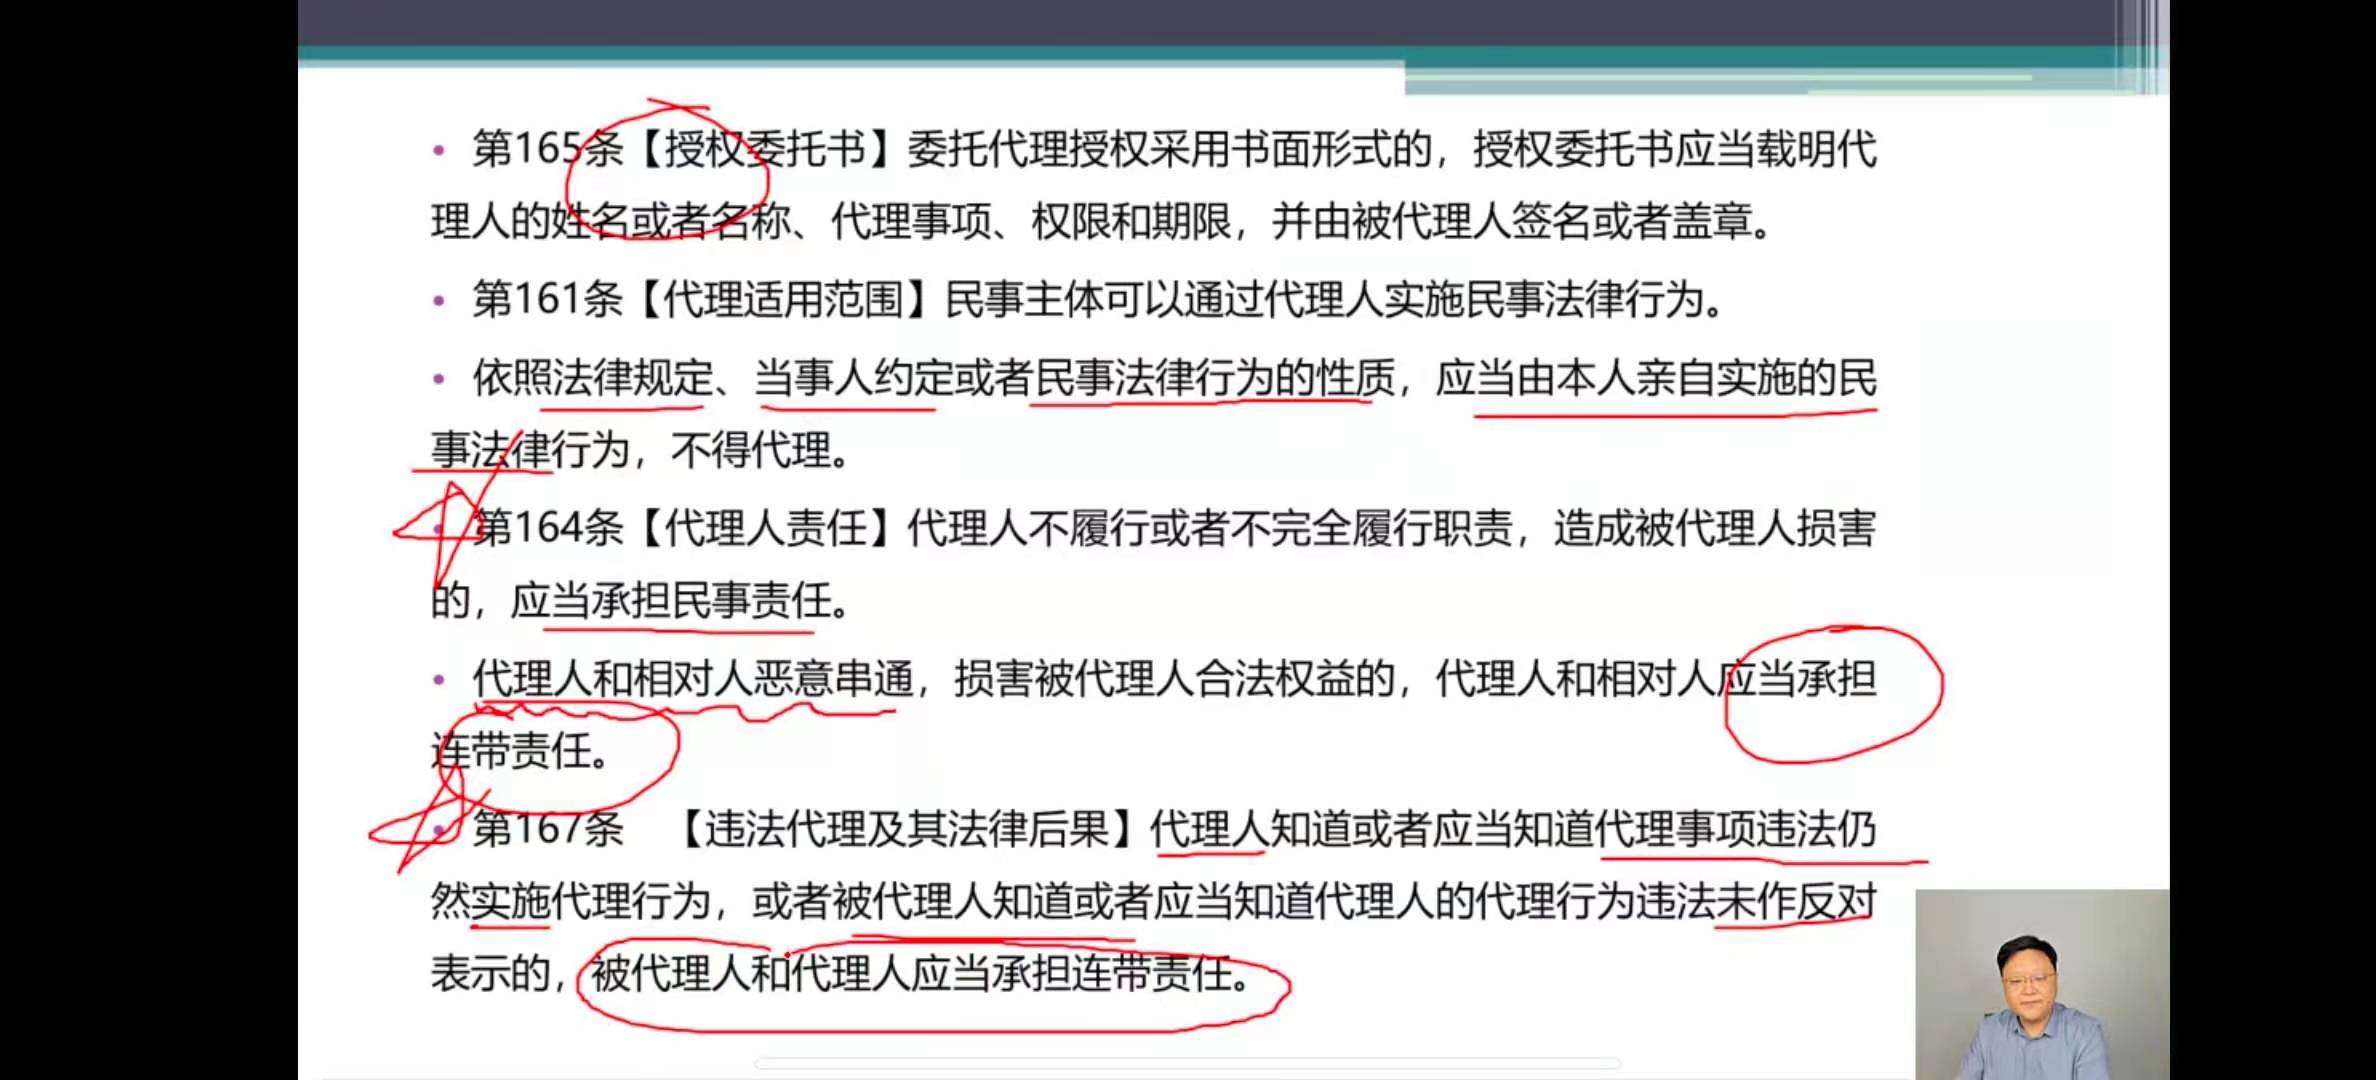 • 第165条【授权委托书】委托代理授权采用书面形式的，授权委托书应当载明代
理人的姓名或者名称、代理事项、权限和期限，并由被代理人签名或者盖章。
• 第161条【代理适用范围】民事主体可以通过代理人实施民事法律行为。
• 依照法律规定、当事人约定或者民事法律行为的性质，应当由本人亲自实施的民
事法律行为，不得代理。
• 第164条【代理人责任】代理人不履行或者不完全履行职责，造成被代理人损害
的，应当承担民事责任。
• 代理人和相对人恶意串通，损害被代理人合法权益的，代理人和相对人应当承担
连带责任。
• 第167条 【违法代理及其法律后果】代理人知道或者应当知道代理事项违法仍
然实施代理行为，或者被代理人知道或者应当知道代理人的代理行为违法未作反对
表示的，被代理人和代理人应当承担连带责任。